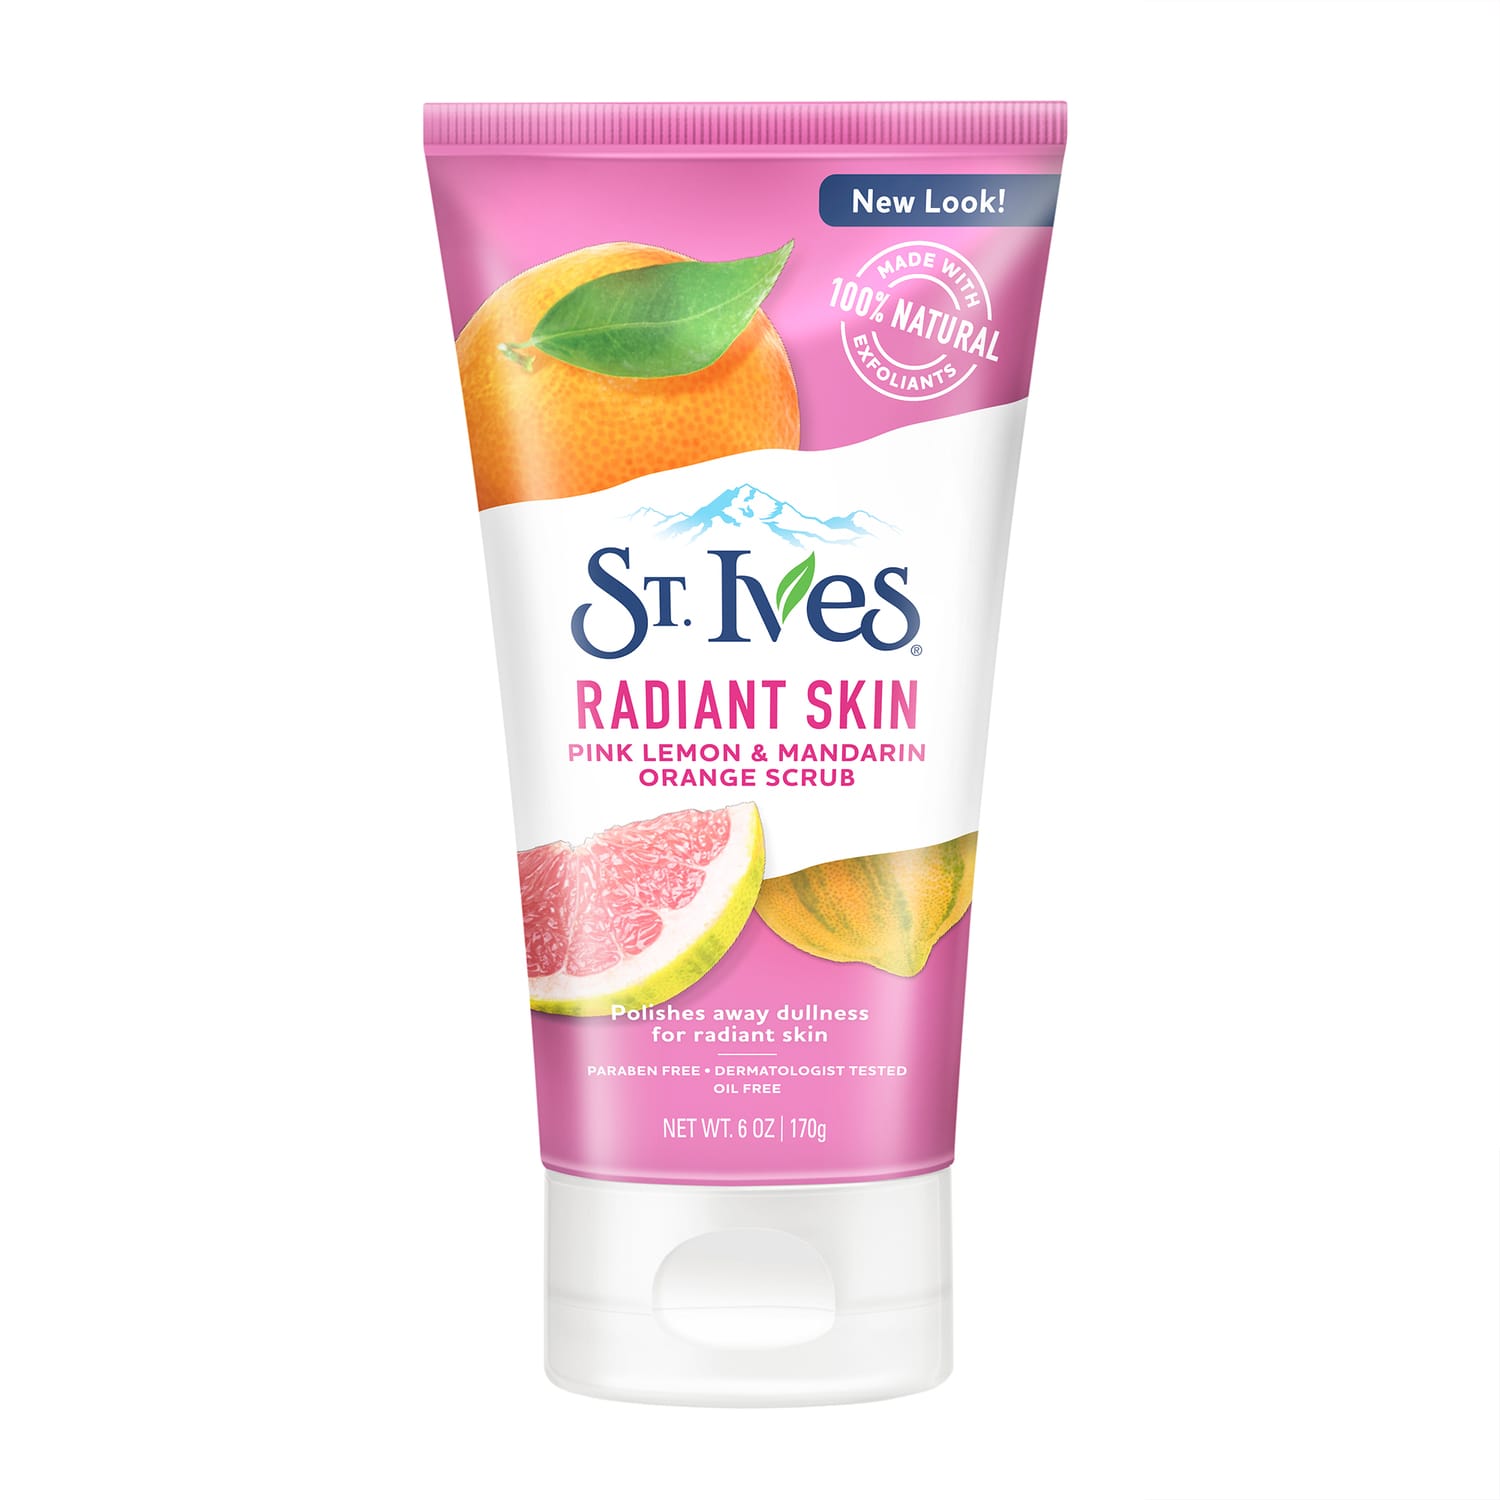 New Look!
MADE WITH
100% NATURAL
EXFOLIANTS
ST. IVES®
RADIANT SKIN
PINK LEMON & MANDARIN
ORANGE SCRUB
Polishes away dullness
for radiant skin
PARABEN FREE • DERMATOLOGIST TESTED
OIL FREE
NET WT. 6 OZ | 170g